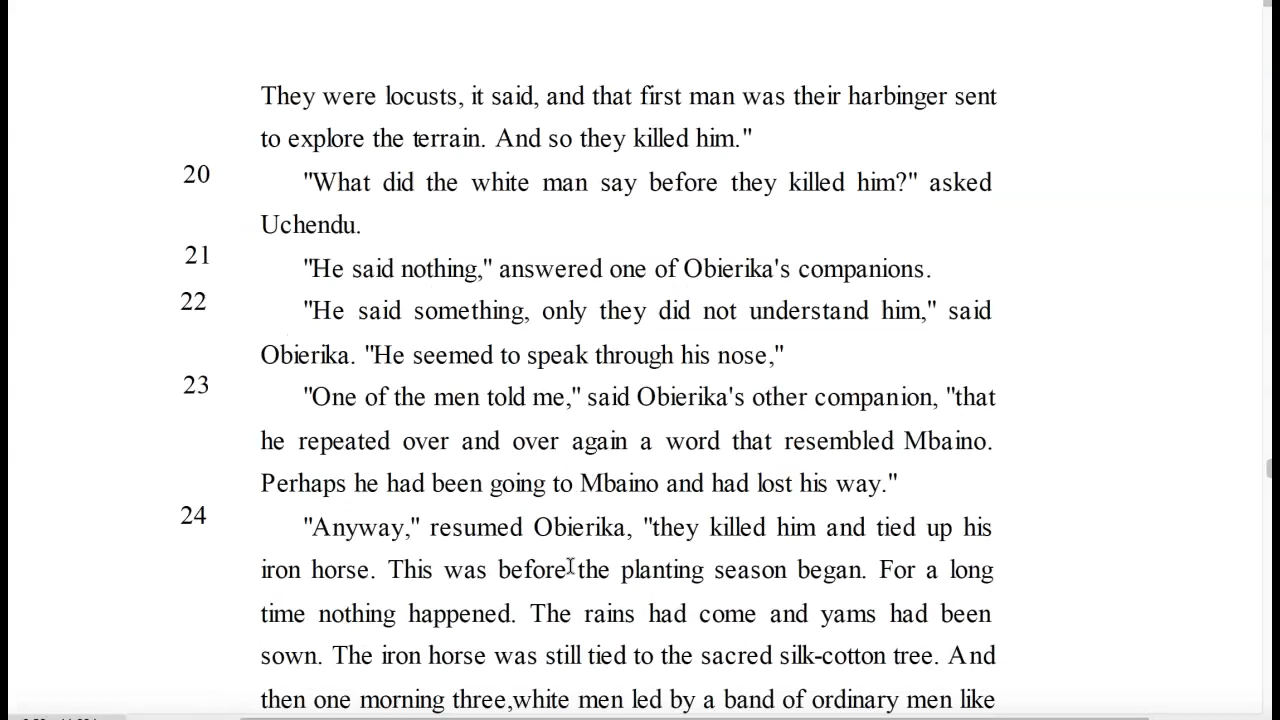 They were locusts, it said, and that first man was their harbinger sent
to explore the terrain. And so they killed him."
20 "What did the white man say before they killed him?" asked
Uchendu.
21 "He said nothing," answered one of Obierika's companions.
22 "He said something, only they did not understand him," said
Obierika. "He seemed to speak through his nose,"
23 "One of the men told me," said Obierika's other companion, "that
he repeated over and over again a word that resembled Mbaino.
Perhaps he had been going to Mbaino and had lost his way."
24 "Anyway," resumed Obierika, "they killed him and tied up his
iron horse. This was before the planting season began. For a long
time nothing happened. The rains had come and yams had been
sown. The iron horse was still tied to the sacred silk-cotton tree. And
then one morning three,white men led by a band of ordinary men like